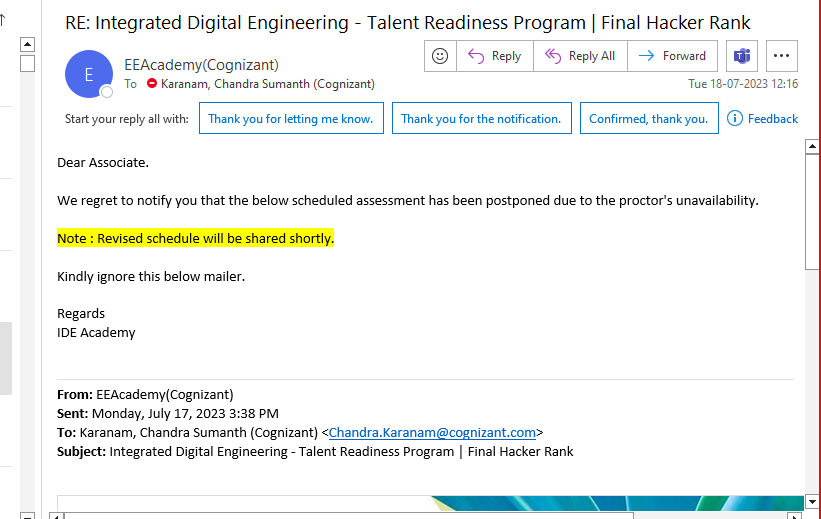 RE: Integrated Digital Engineering - Talent Readiness Program | Final Hacker Rank
E
EEAcademy(Cognizant)
To Karanam, Chandra Sumanth (Cognizant)
Reply
Reply All
Forward
Tue 18-07-2023 12:16
Start your reply all with:
Thank you for letting me know.
Thank you for the notification.
Confirmed, thank you.
Feedback
Dear Associate.
We regret to notify you that the below scheduled assessment has been postponed due to the proctor's unavailability.
Note : Revised schedule will be shared shortly.
Kindly ignore this below mailer.
Regards
IDE Academy
From: EEAcademy(Cognizant)
Sent: Monday, July 17, 2023 3:38 PM
To: Karanam, Chandra Sumanth (Cognizant) <Chandra.Karanam@cognizant.com>
Subject: Integrated Digital Engineering - Talent Readiness Program | Final Hacker Rank